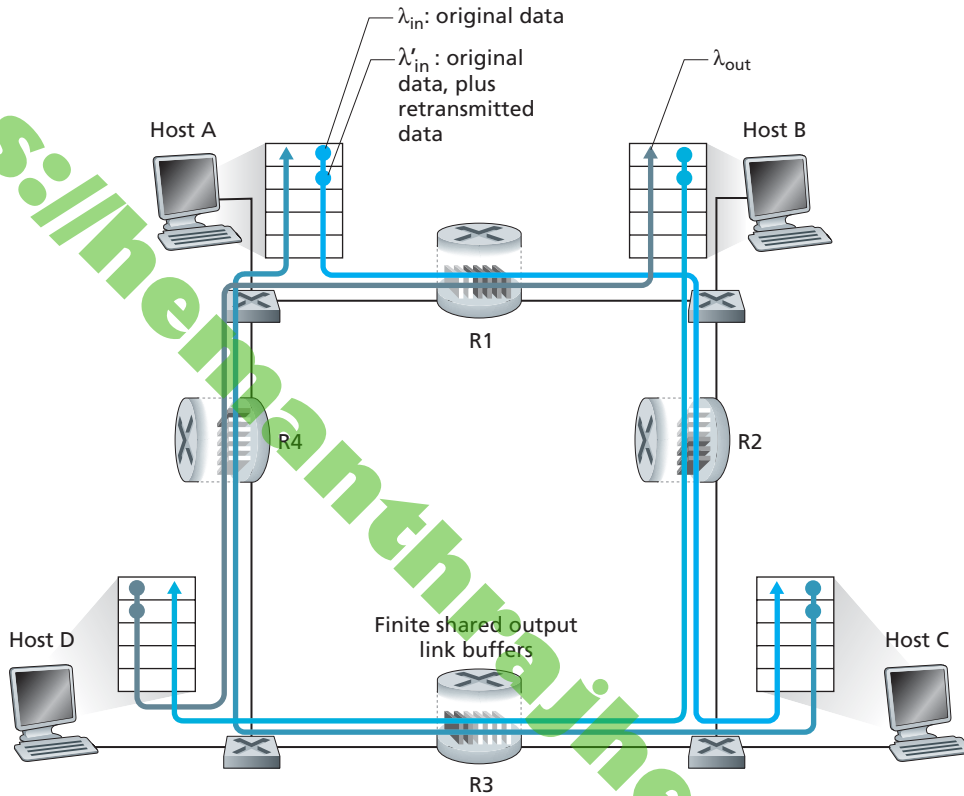 λin: original data
λ'in : original
data, plus
retransmitted
data
λout
Host A
Host B
R1
R4
R2
Finite shared output
link buffers
Host D
Host C
R3
s://hemanthrajhe